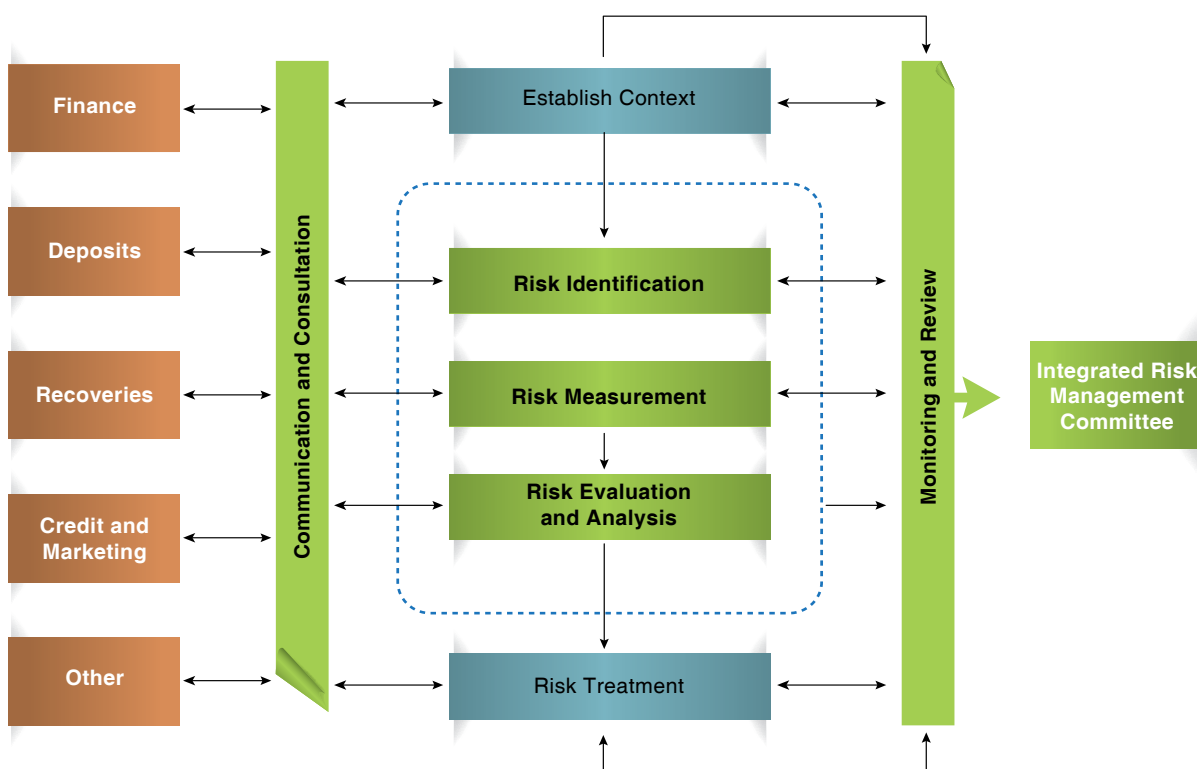 Finance
Deposits
Recoveries
Credit and
Marketing
Other
Communication and Consultation
Establish Context
Risk Identification
Risk Measurement
Risk Evaluation
and Analysis
Risk Treatment
Monitoring and Review
Integrated Risk
Management
Committee